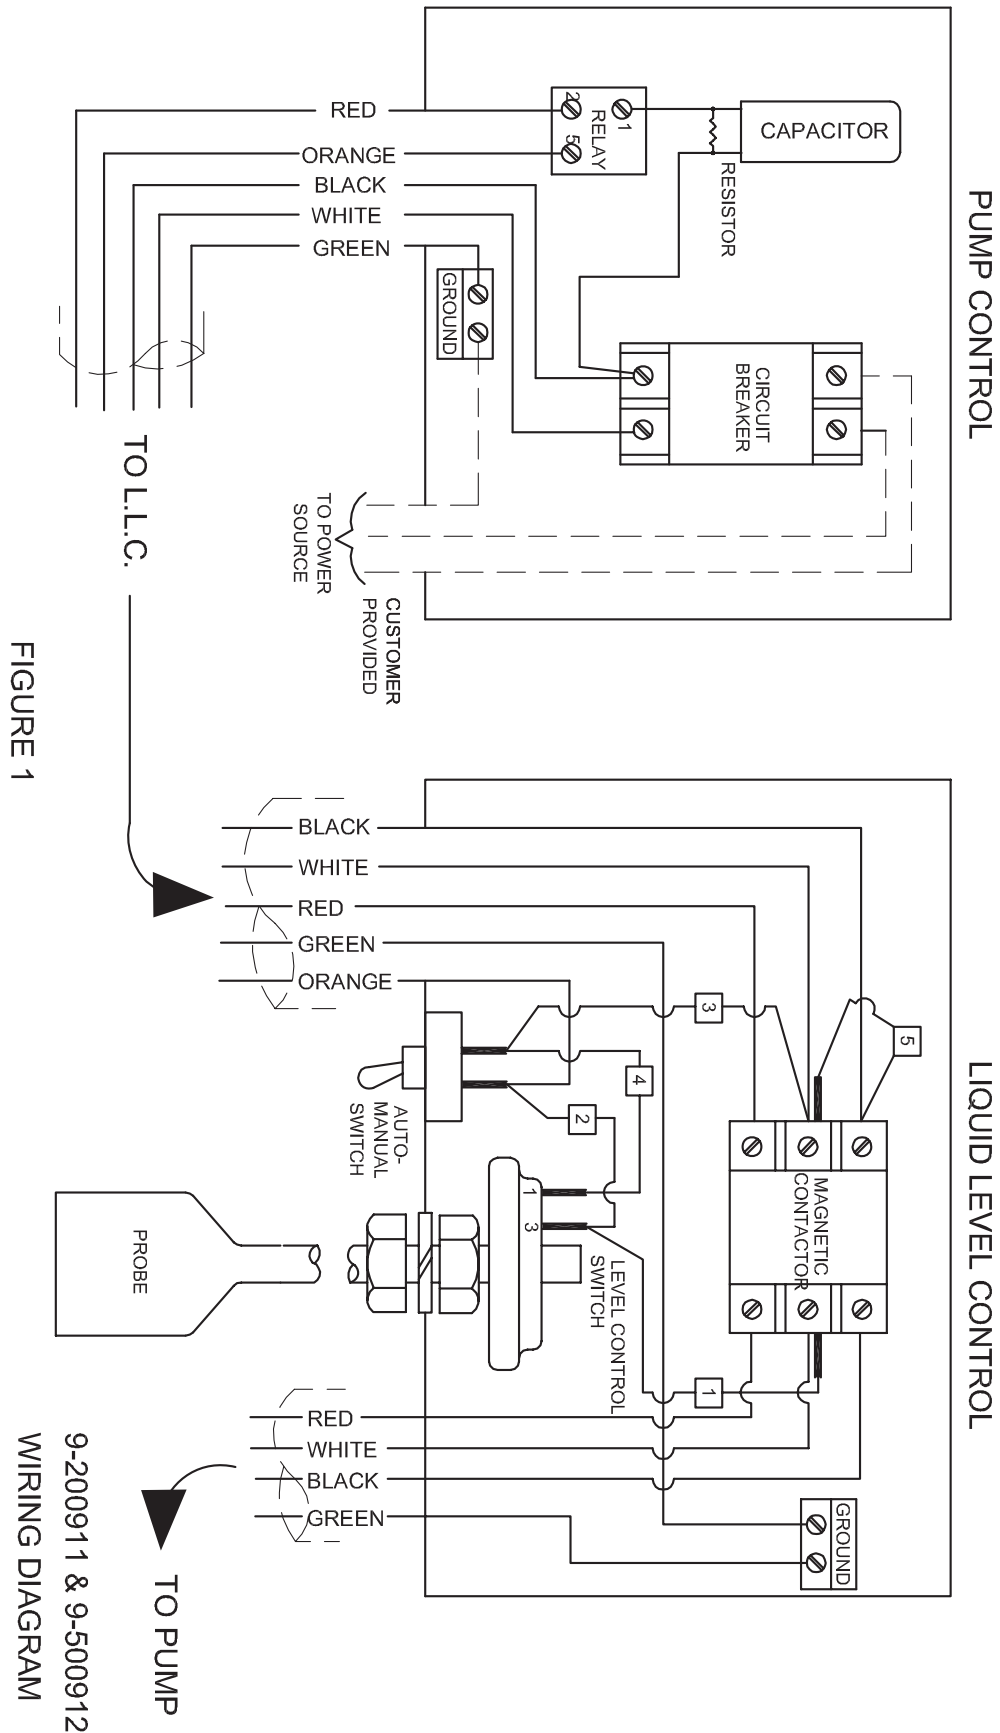 PUMP CONTROL
CAPACITOR
RESISTOR
RELAY
1
2
5
CIRCUIT
BREAKER
GROUND
RED
ORANGE
BLACK
WHITE
GREEN
TO L.L.C.
TO POWER
SOURCE
CUSTOMER
PROVIDED
LIQUID LEVEL CONTROL
BLACK
WHITE
RED
GREEN
ORANGE
3
5
4
2
AUTO-
MANUAL
SWITCH
MAGNETIC
CONTACTOR
1
3
LEVEL CONTROL
SWITCH
PROBE
1
RED
WHITE
BLACK
GREEN
GROUND
TO PUMP
FIGURE 1
9-200911 & 9-500912
WIRING DIAGRAM